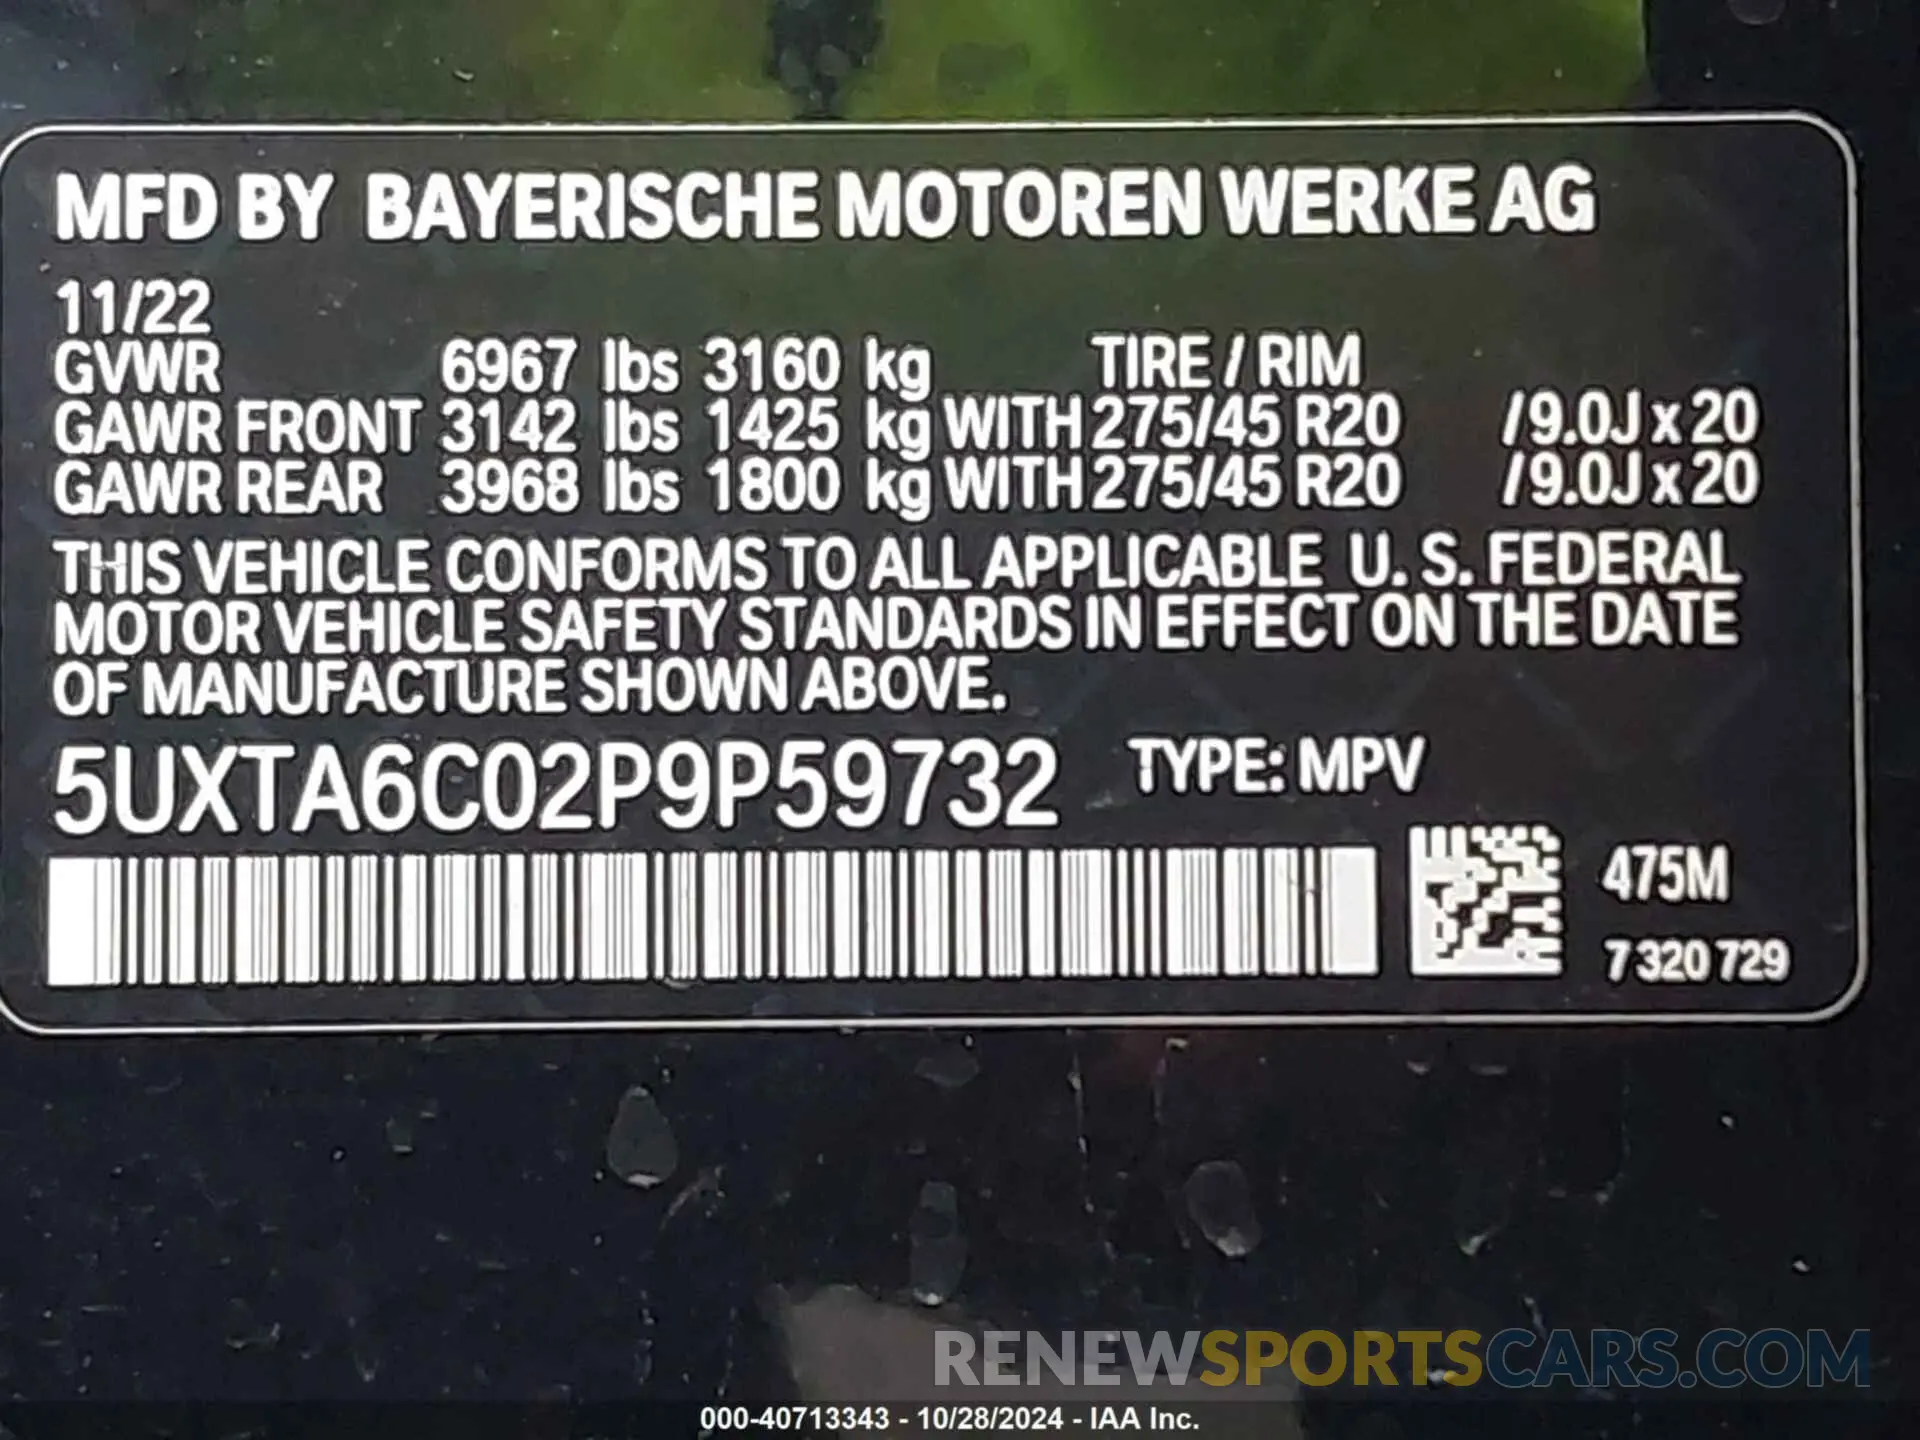 MFD BY BAYERISCHE MOTOREN WERKE AG
11/22
GVWR 6967 lbs 3160 kg TIRE / RIM
GAWR FRONT 3142 lbs 1425 kg WITH 275/45 R20 /9.0J x 20
GAWR REAR 3968 lbs 1800 kg WITH 275/45 R20 /9.0J x 20
THIS VEHICLE CONFORMS TO ALL APPLICABLE U. S. FEDERAL
MOTOR VEHICLE SAFETY STANDARDS IN EFFECT ON THE DATE
OF MANUFACTURE SHOWN ABOVE.
5UXTA6C02P9P59732 TYPE: MPV
475M
7 320 729
RENEWSPORTSCARS.COM
000-40713343 - 10/28/2024 - IAA Inc.